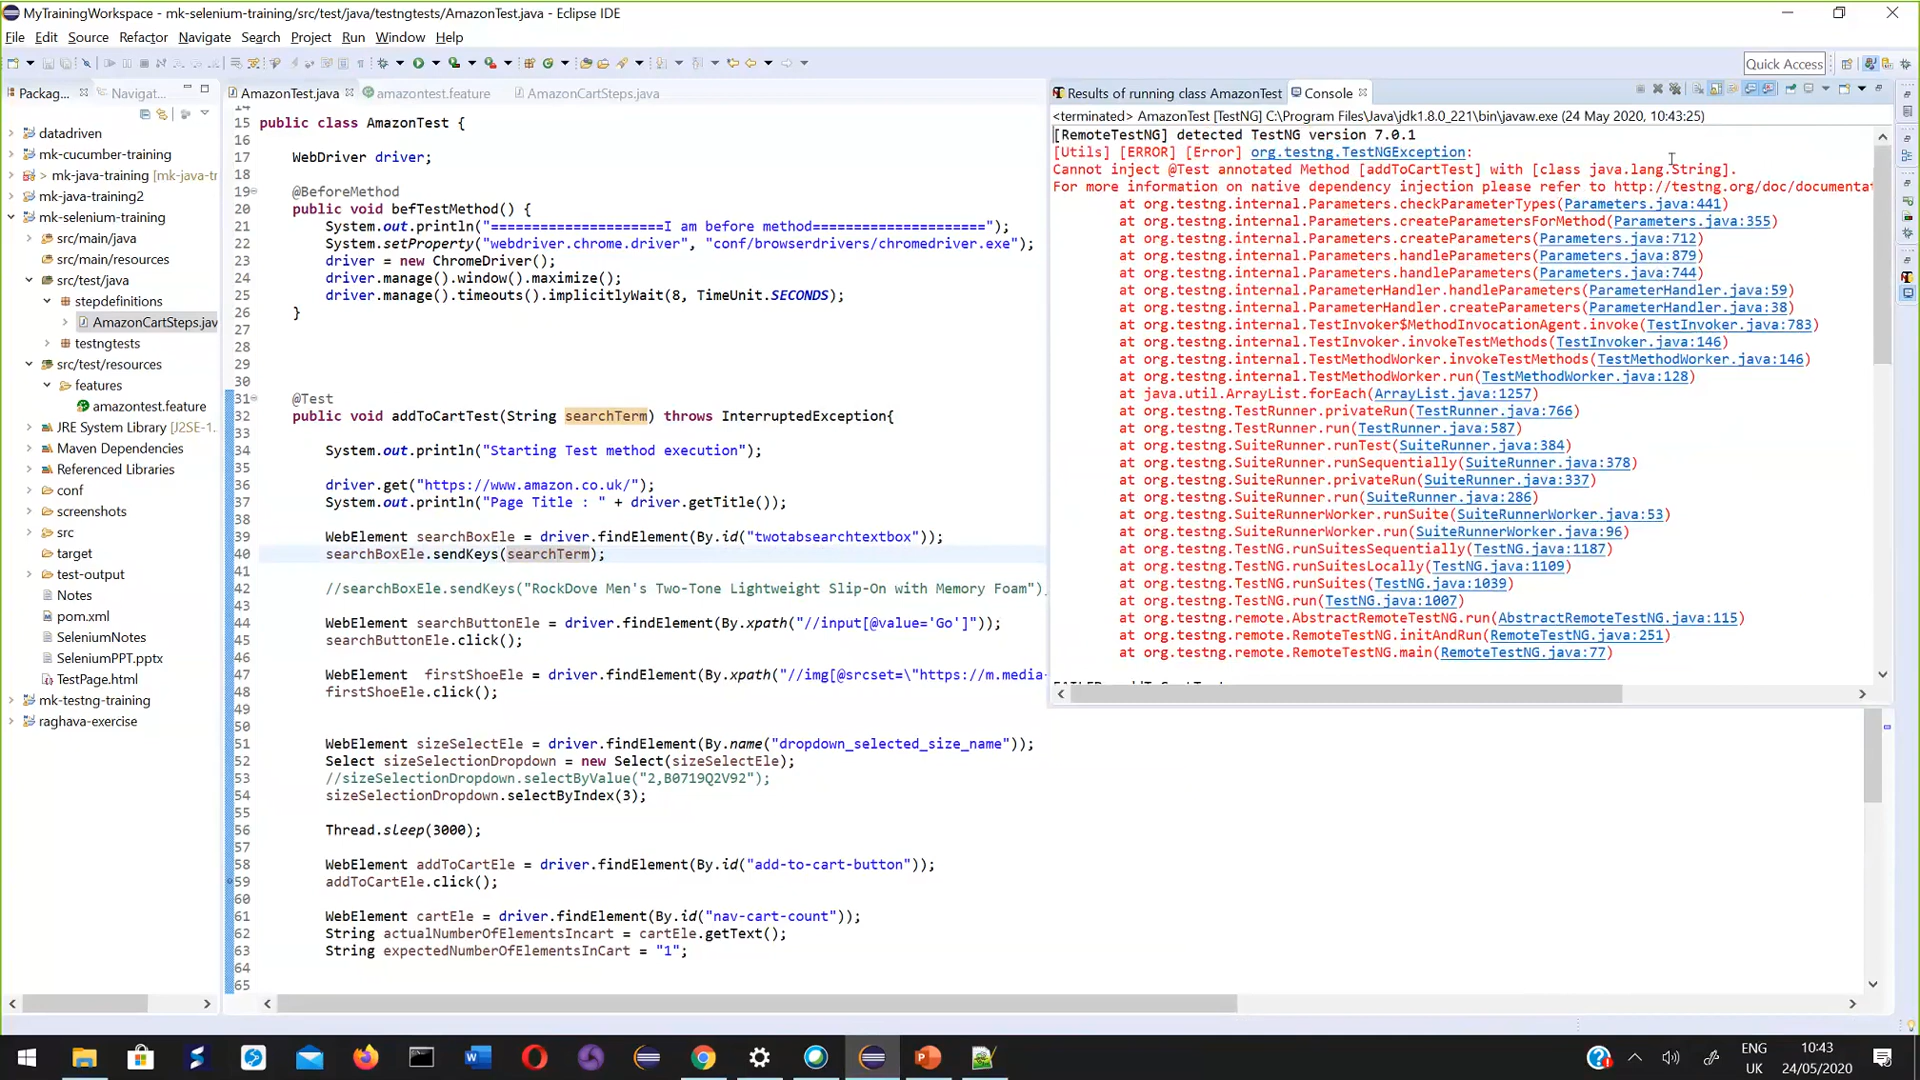 MyTrainingWorkspace - mk-selenium-training/src/test/java/testngtests/AmazonTest.java - Eclipse IDE
File Edit Source Refactor Navigate Search Project Run Window Help
Quick Access
Packag... Navigat...
datadriven
mk-cucumber-training
> mk-java-training [mk-java-tr
mk-java-training2
mk-selenium-training
src/main/java
src/main/resources
src/test/java
stepdefinitions
AmazonCartSteps.jav
testngtests
src/test/resources
features
amazontest.feature
JRE System Library [J2SE-1.
Maven Dependencies
Referenced Libraries
conf
screenshots
src
target
test-output
Notes
pom.xml
SeleniumNotes
SeleniumPPT.pptx
TestPage.html
mk-testng-training
raghava-exercise
AmazonTest.java amazontest.feature AmazonCartSteps.java
14
15 public class AmazonTest {
16
17 WebDriver driver;
18
19 @BeforeMethod
20 public void befTestMethod() {
21 System.out.println("=====================I am before method=====================");
22 System.setProperty("webdriver.chrome.driver", "conf/browserdrivers/chromedriver.exe");
23 driver = new ChromeDriver();
24 driver.manage().window().maximize();
25 driver.manage().timeouts().implicitlyWait(8, TimeUnit.SECONDS);
26 }
27
28
29
30
31 @Test
32 public void addToCartTest(String searchTerm) throws InterruptedException{
33
34 System.out.println("Starting Test method execution");
35
36 driver.get("https://www.amazon.co.uk/");
37 System.out.println("Page Title : " + driver.getTitle());
38
39 WebElement searchBoxEle = driver.findElement(By.id("twotabsearchtextbox"));
40 searchBoxEle.sendKeys(searchTerm);
41
42 //searchBoxEle.sendKeys("RockDove Men's Two-Tone Lightweight Slip-On with Memory Foam")
43
44 WebElement searchButtonEle = driver.findElement(By.xpath("//input[@value='Go']"));
45 searchButtonEle.click();
46
47 WebElement firstShoeEle = driver.findElement(By.xpath("//img[@srcset=\"https://m.media-
48 firstShoeEle.click();
49
50
51 WebElement sizeSelectEle = driver.findElement(By.name("dropdown_selected_size_name"));
52 Select sizeSelectionDropdown = new Select(sizeSelectEle);
53 //sizeSelectionDropdown.selectByValue("2,B0719Q2V92");
54 sizeSelectionDropdown.selectByIndex(3);
55
56 Thread.sleep(3000);
57
58 WebElement addToCartEle = driver.findElement(By.id("add-to-cart-button"));
59 addToCartEle.click();
60
61 WebElement cartEle = driver.findElement(By.id("nav-cart-count"));
62 String actualNumberOfElementsIncart = cartEle.getText();
63 String expectedNumberOfElementsInCart = "1";
64
65
Results of running class AmazonTest Console
<terminated> AmazonTest [TestNG] C:\Program Files\Java\jdk1.8.0_221\bin\javaw.exe (24 May 2020, 10:43:25)
[RemoteTestNG] detected TestNG version 7.0.1
[Utils] [ERROR] [Error] org.testng.TestNGException:
Cannot inject @Test annotated Method [addToCartTest] with [class java.lang.String].
For more information on native dependency injection please refer to http://testng.org/doc/documentat
at org.testng.internal.Parameters.checkParameterTypes(Parameters.java:441)
at org.testng.internal.Parameters.createParametersForMethod(Parameters.java:355)
at org.testng.internal.Parameters.createParameters(Parameters.java:712)
at org.testng.internal.Parameters.handleParameters(Parameters.java:879)
at org.testng.internal.Parameters.handleParameters(Parameters.java:744)
at org.testng.internal.ParameterHandler.handleParameters(ParameterHandler.java:59)
at org.testng.internal.ParameterHandler.createParameters(ParameterHandler.java:38)
at org.testng.internal.TestInvoker$MethodInvocationAgent.invoke(TestInvoker.java:783)
at org.testng.internal.TestInvoker.invokeTestMethods(TestInvoker.java:146)
at org.testng.internal.TestMethodWorker.invokeTestMethods(TestMethodWorker.java:146)
at org.testng.internal.TestMethodWorker.run(TestMethodWorker.java:128)
at java.util.ArrayList.forEach(ArrayList.java:1257)
at org.testng.TestRunner.privateRun(TestRunner.java:766)
at org.testng.TestRunner.run(TestRunner.java:587)
at org.testng.SuiteRunner.runTest(SuiteRunner.java:384)
at org.testng.SuiteRunner.runSequentially(SuiteRunner.java:378)
at org.testng.SuiteRunner.privateRun(SuiteRunner.java:337)
at org.testng.SuiteRunner.run(SuiteRunner.java:286)
at org.testng.SuiteRunnerWorker.runSuite(SuiteRunnerWorker.java:53)
at org.testng.SuiteRunnerWorker.run(SuiteRunnerWorker.java:96)
at org.testng.TestNG.runSuitesSequentially(TestNG.java:1187)
at org.testng.TestNG.runSuitesLocally(TestNG.java:1109)
at org.testng.TestNG.runSuites(TestNG.java:1039)
at org.testng.TestNG.run(TestNG.java:1007)
at org.testng.remote.AbstractRemoteTestNG.run(AbstractRemoteTestNG.java:115)
at org.testng.remote.RemoteTestNG.initAndRun(RemoteTestNG.java:251)
at org.testng.remote.RemoteTestNG.main(RemoteTestNG.java:77)
ENG
UK
10:43
24/05/2020